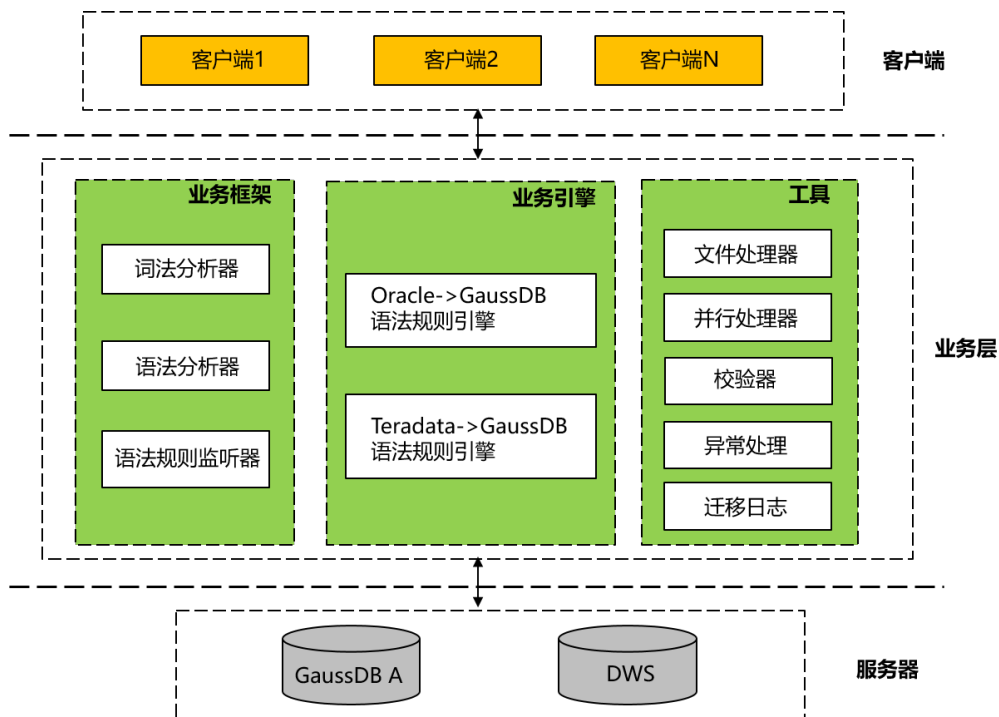 客户端1
客户端2
客户端N
客户端
业务框架
词法分析器
语法分析器
语法规则监听器
业务引擎
Oracle->GaussDB
语法规则引擎
Teradata->GaussDB
语法规则引擎
工具
文件处理器
并行处理器
校验器
异常处理
迁移日志
业务层
GaussDB A
DWS
服务器